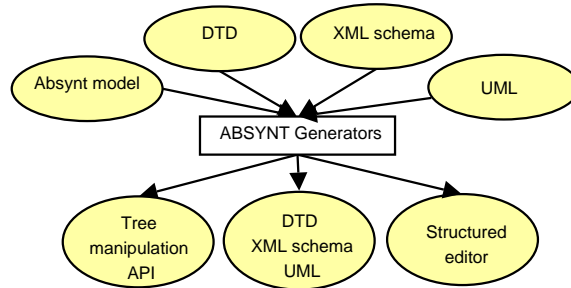 DTD
XML schema
Absynt model
UML
ABSYNT Generators
Tree
manipulation
API
DTD
XML schema
UML
Structured
editor